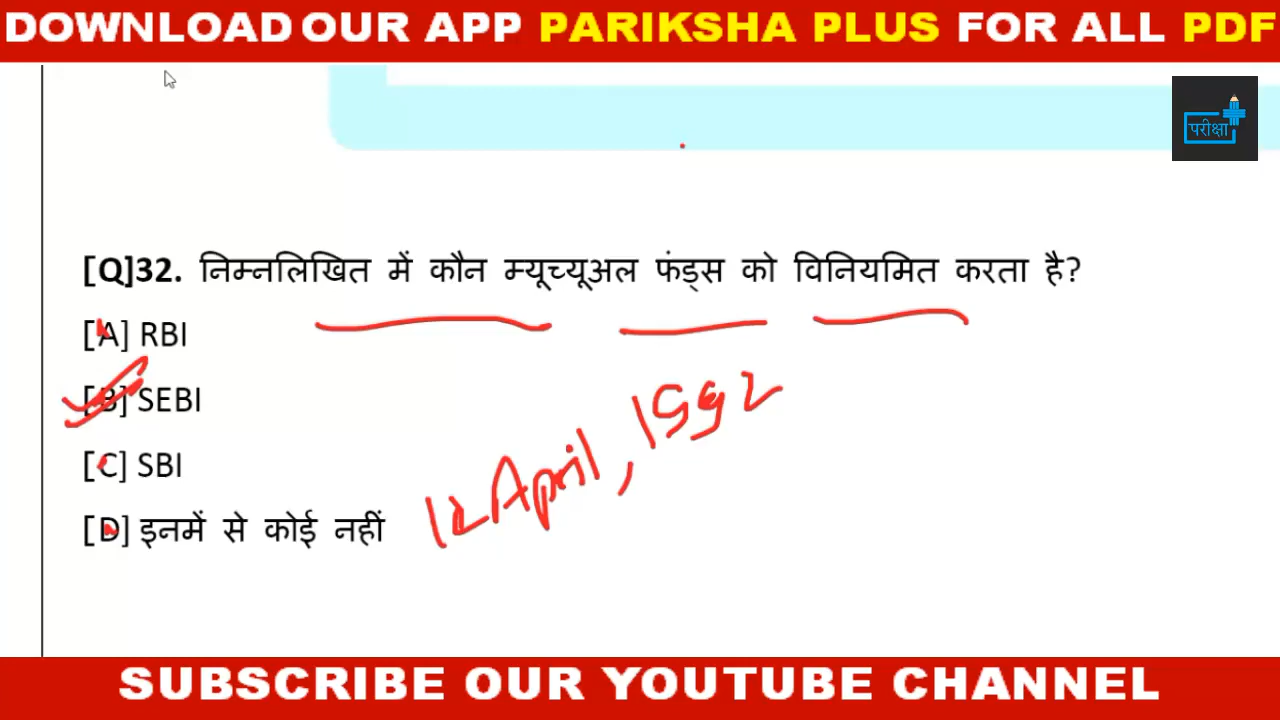 DOWNLOAD OUR APP PARIKSHA PLUS FOR ALL PDF
परीक्षा
[Q]32. निम्नलिखित में कौन म्यूच्यूअल फंड्स को विनियमित करता है?
[A] RBI
[B] SEBI
[C] SBI
[D] इनमें से कोई नहीं
12 April, 1992
SUBSCRIBE OUR YOUTUBE CHANNEL